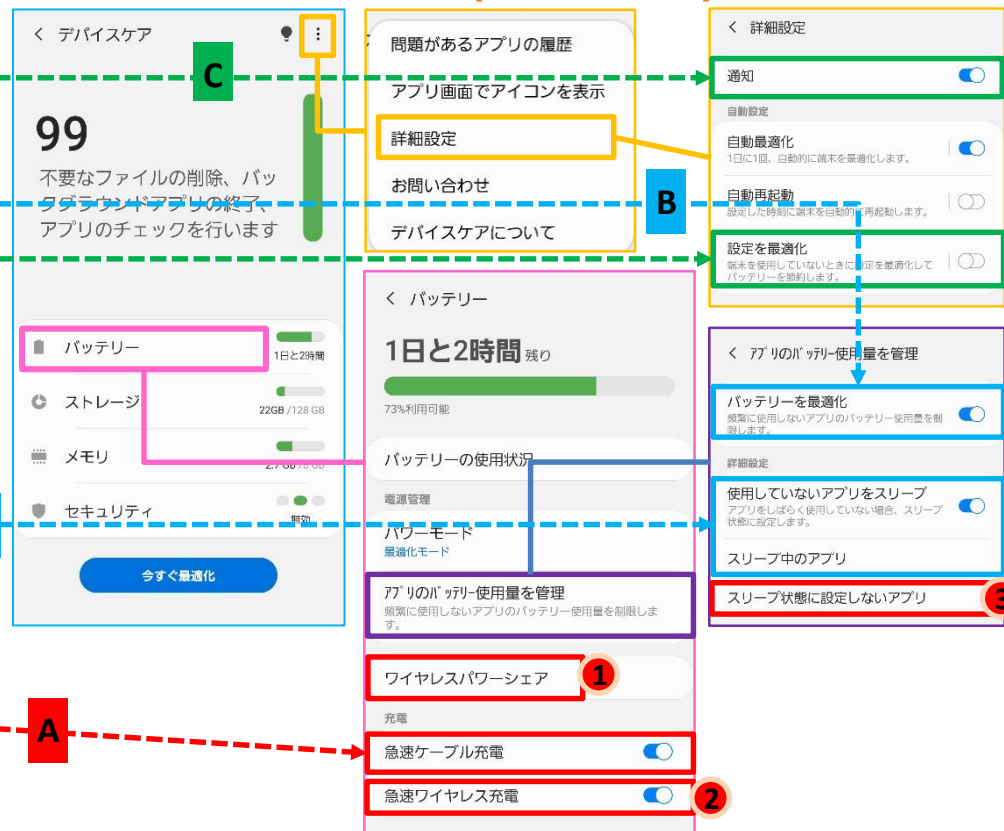 デバイスケア
C
99
不要なファイルの削除、バッ
クグラウンドアプリの終了、
アプリのチェックを行います
バッテリー
1日と2時間
ストレージ
22GB /128 GB
メモリ
セキュリティ
無効
今すぐ最適化
A
問題があるアプリの履歴
アプリ画面でアイコンを表示
詳細設定
お問い合わせ
デバイスケアについて
B
バッテリー
1日と2時間 残り
73%利用可能
バッテリーの使用状況
電源管理
パワーモード
最適化モード
アプリのバッテリー使用量を管理
頻繁に使用しないアプリのバッテリー使用量を制限しま
す。
ワイヤレスパワーシェア
1
充電
急速ケーブル充電
急速ワイヤレス充電
2
詳細設定
通知
自動設定
自動最適化
1日に1回、自動的に端末を最適化します。
自動再起動
設定した時刻に端末を自動的に再起動します。
設定を最適化
端末を使用していないときに設定を最適化して
バッテリーを節約します。
アプリのバッテリー使用量を管理
バッテリーを最適化
頻繁に使用しないアプリのバッテリー使用量を制
限します。
詳細設定
使用していないアプリをスリープ
アプリをしばらく使用していない場合、スリープ
状態に設定します。
スリープ中のアプリ
スリープ状態に設定しないアプリ
3